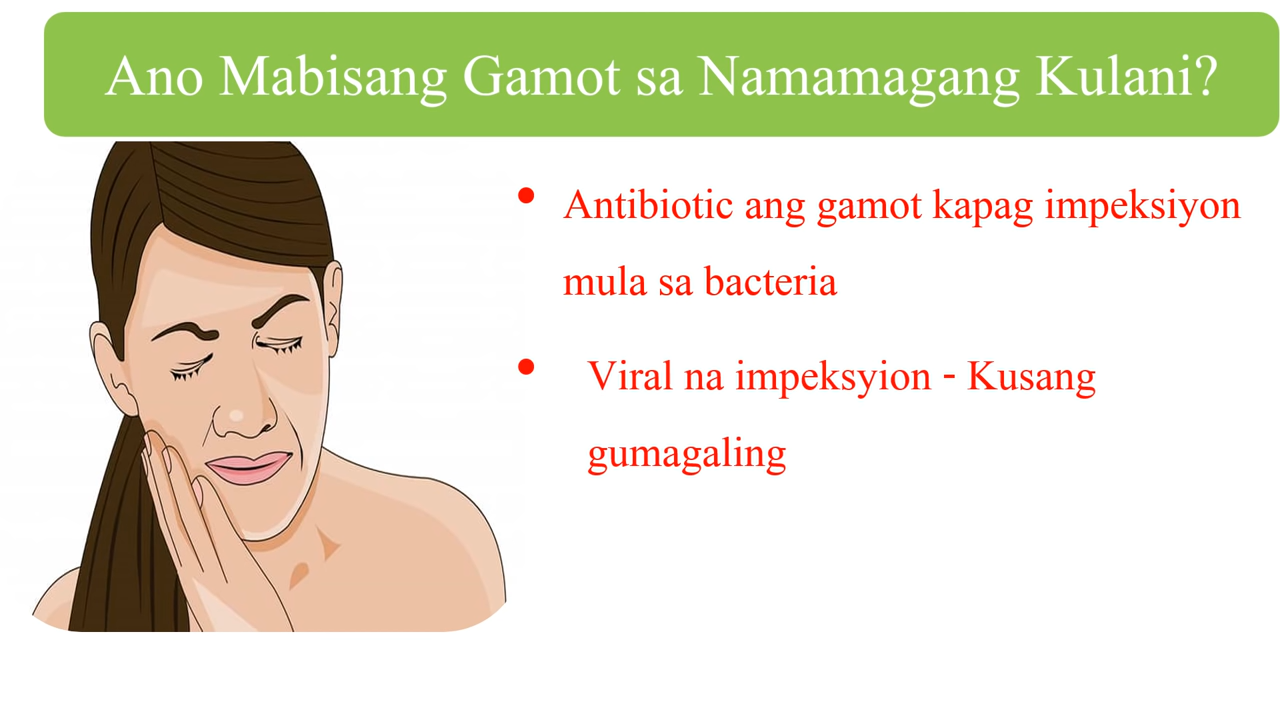 Ano Mabisang Gamot sa Namamagang Kulani?
• Antibiotic ang gamot kapag impeksiyon
mula sa bacteria
• Viral na impeksyion - Kusang
gumagaling